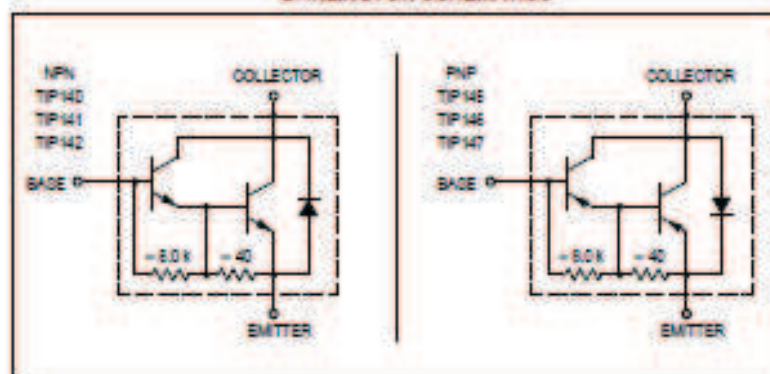 NPN
TIP140
TIP141
TIP142
COLLECTOR
BASE
≈ 8.0 k
≈ 40
EMITTER
PNP
TIP145
TIP146
TIP147
COLLECTOR
BASE
≈ 8.0 k
≈ 40
EMITTER